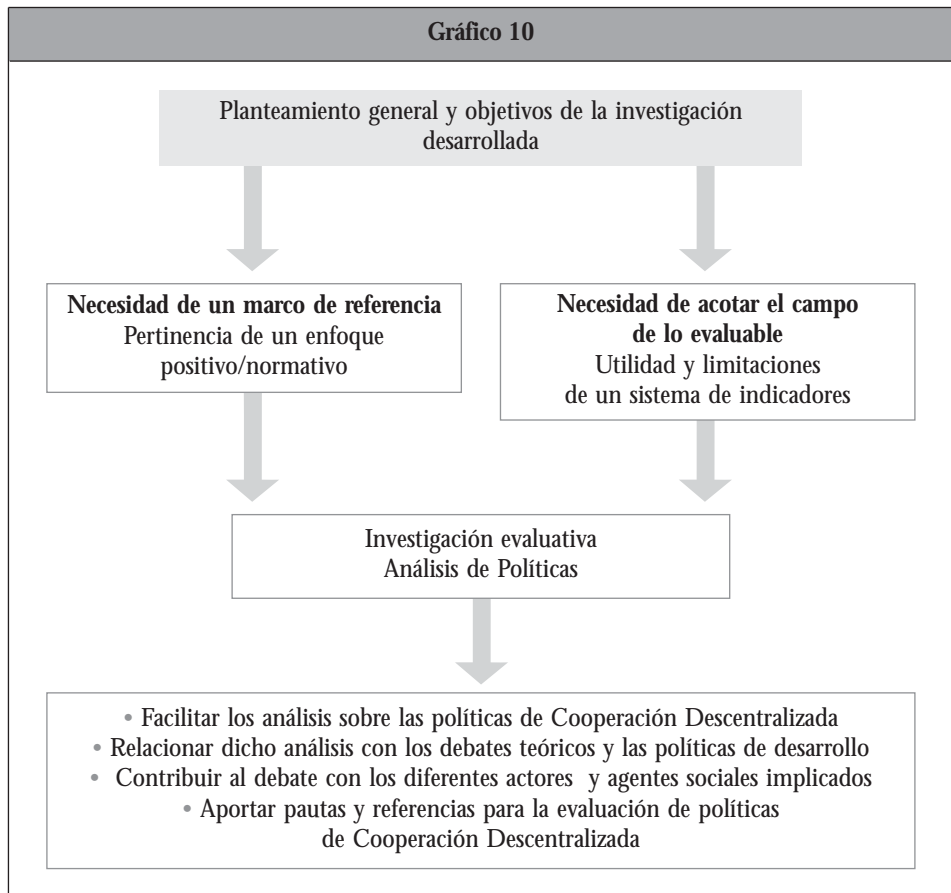 Gráfico 10
Planteamiento general y objetivos de la investigación
desarrollada
Necesidad de un marco de referencia
Pertinencia de un enfoque
positivo/normativo
Necesidad de acotar el campo
de lo evaluable
Utilidad y limitaciones
de un sistema de indicadores
Investigación evaluativa
Análisis de Políticas
• Facilitar los análisis sobre las políticas de Cooperación Descentralizada
• Relacionar dicho análisis con los debates teóricos y las políticas de desarrollo
• Contribuir al debate con los diferentes actores y agentes sociales implicados
• Aportar pautas y referencias para la evaluación de políticas
de Cooperación Descentralizada